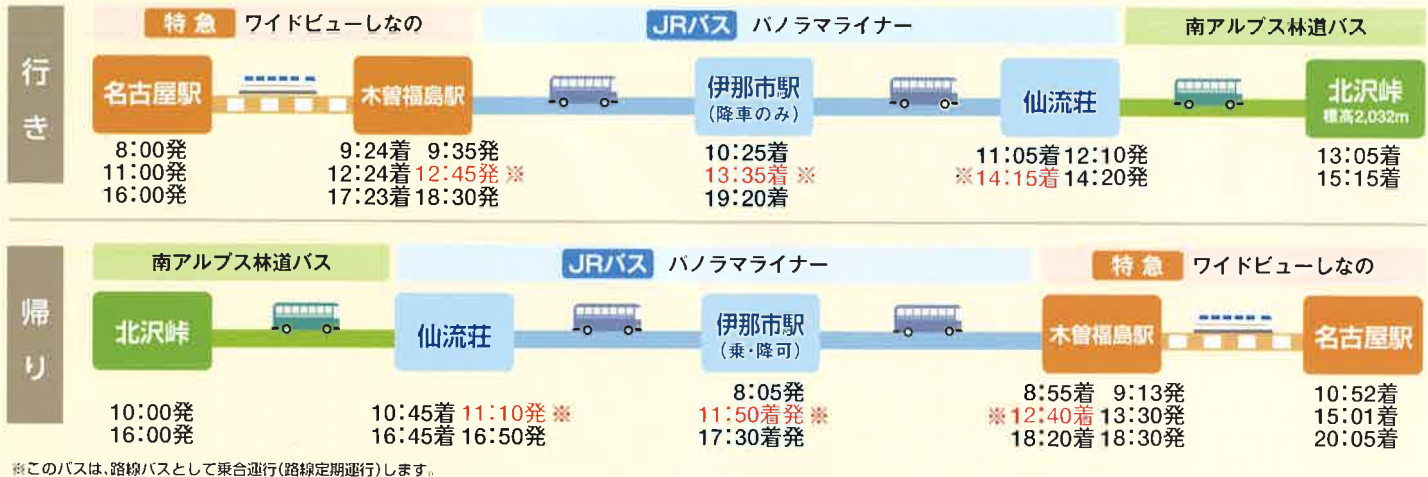 行き
特急 ワイドビューしなの
JRバス パノラマライナー
南アルプス林道バス
名古屋駅
木曽福島駅
伊那市駅
(降車のみ)
仙流荘
北沢峠
標高2,032m
8:00発 9:24着 9:35発 10:25着 11:05着 12:10発 13:05着
11:00発 12:24着 12:45発 ※ 13:35着 ※ ※14:15着 14:20発 15:15着
16:00発 17:23着 18:30発 19:20着
帰り
南アルプス林道バス
JRバス パノラマライナー
特急 ワイドビューしなの
北沢峠
仙流荘
伊那市駅
(乗・降可)
木曽福島駅
名古屋駅
8:05発 8:55着 9:13発 10:52着
10:00発 10:45着 11:10発 ※ 11:50着発 ※ ※12:40着 13:30発 15:01着
16:00発 16:45着 16:50発 17:30着発 18:20着 18:30発 20:05着
※このバスは、路線バスとして乗合運行(路線定期運行)します。